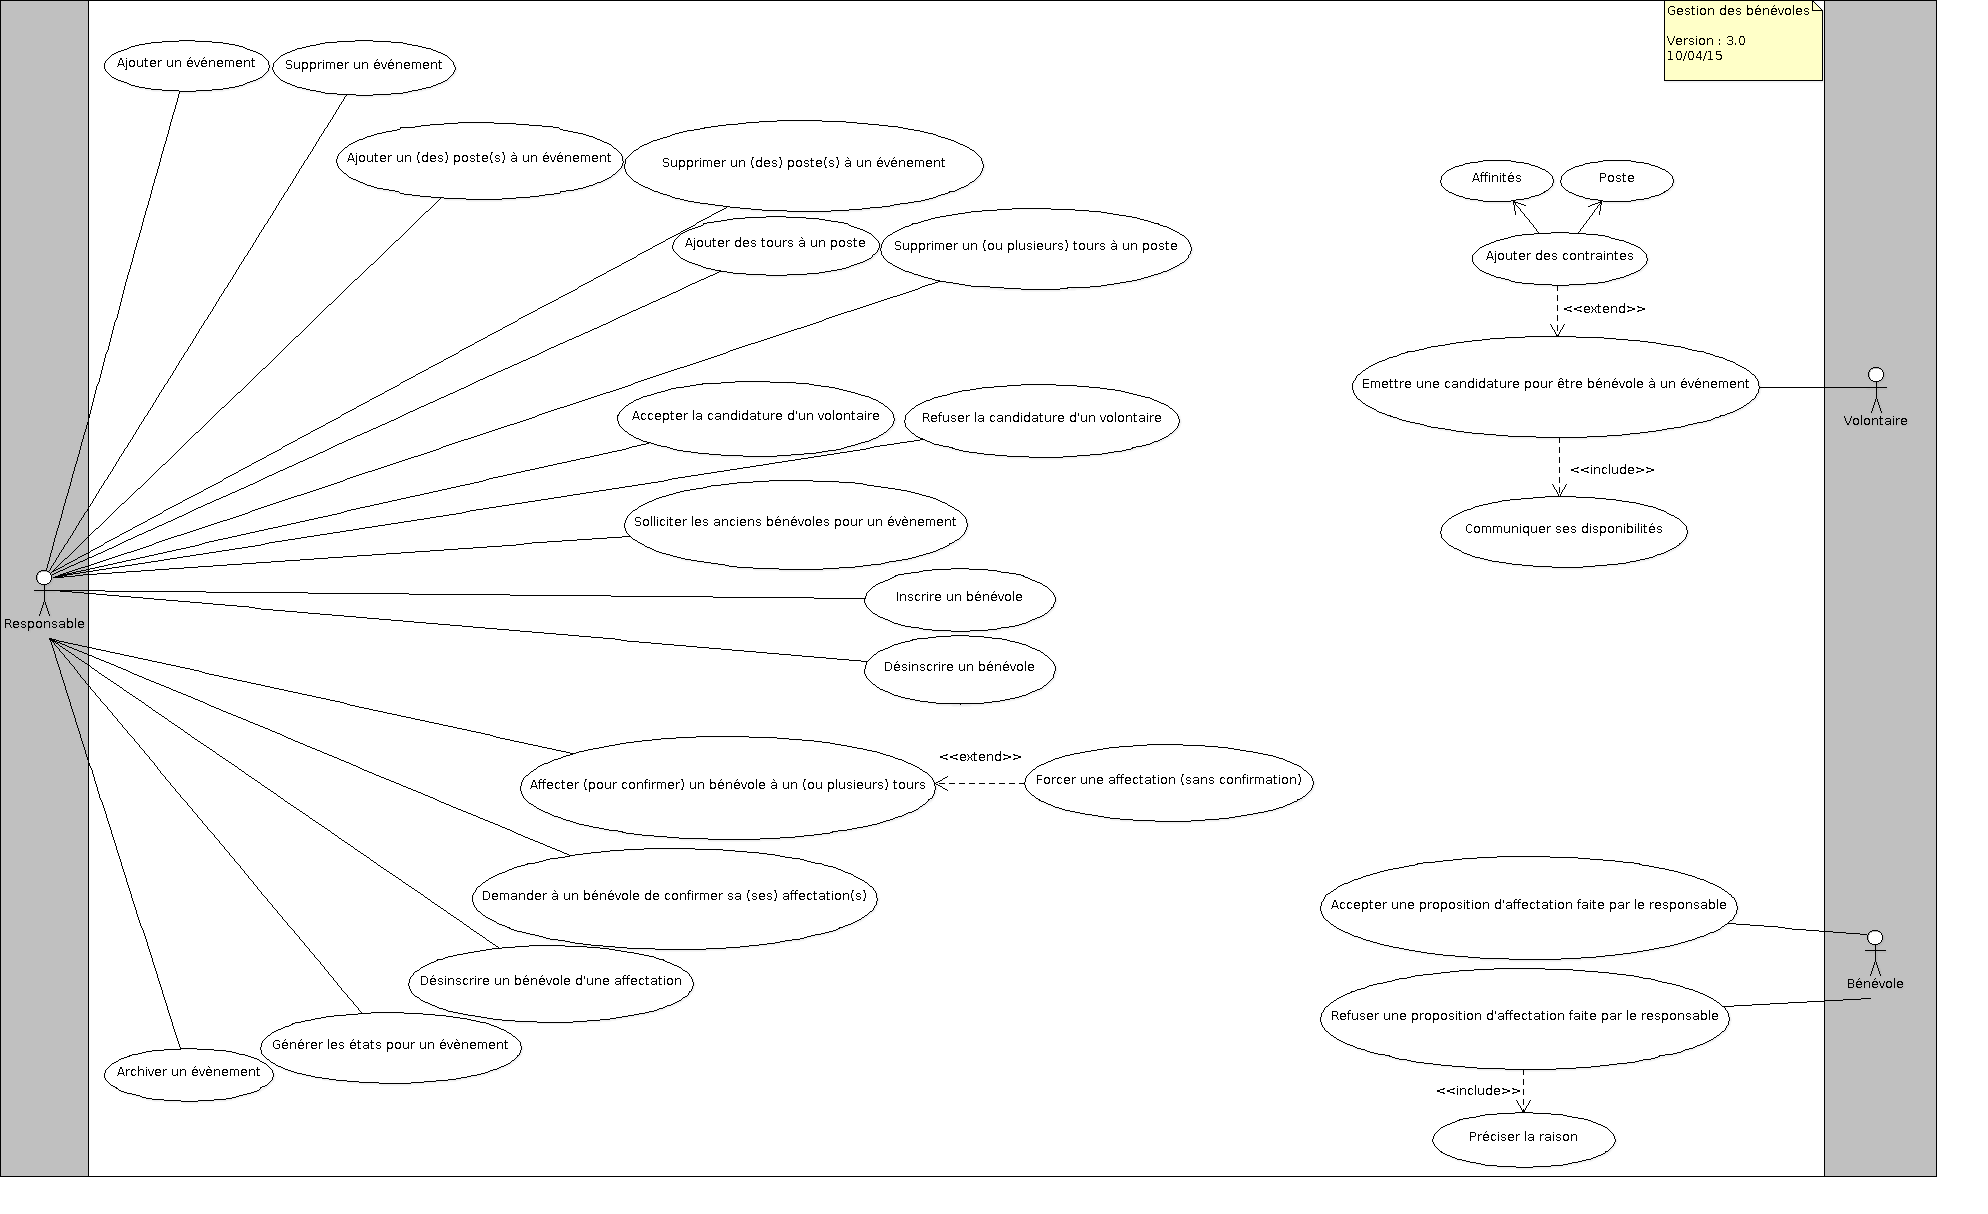 Gestion des bénévoles
Version : 3.0
10/04/15
Ajouter un événement
Supprimer un événement
Ajouter un (des) poste(s) à un événement
Supprimer un (des) poste(s) à un événement
Affinités
Poste
Ajouter des tours à un poste
Supprimer un (ou plusieurs) tours à un poste
Ajouter des contraintes
<<extend>>
Emettre une candidature pour être bénévole à un événement
Volontaire
Accepter la candidature d'un volontaire
Refuser la candidature d'un volontaire
<<include>>
Solliciter les anciens bénévoles pour un évènement
Communiquer ses disponibilités
Inscrire un bénévole
Responsable
Désinscrire un bénévole
<<extend>>
Affecter (pour confirmer) un bénévole à un (ou plusieurs) tours
Forcer une affectation (sans confirmation)
Demander à un bénévole de confirmer sa (ses) affectation(s)
Accepter une proposition d'affectation faite par le responsable
Désinscrire un bénévole d'une affectation
Bénévole
Refuser une proposition d'affectation faite par le responsable
Générer les états pour un évènement
Archiver un évènement
<<include>>
Préciser la raison